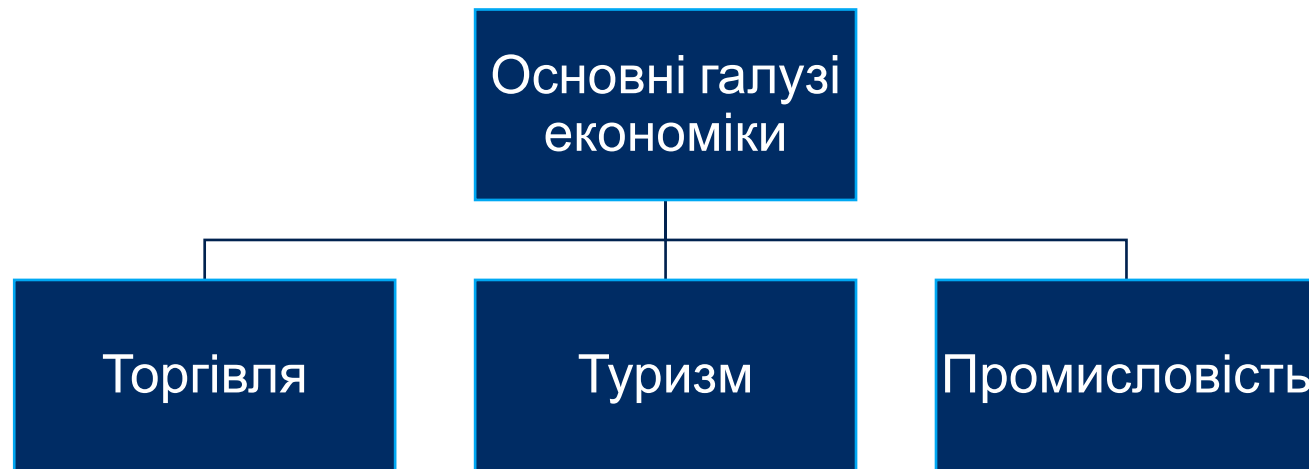 Основні галузі
економіки
Торгівля
Туризм
Промисловість